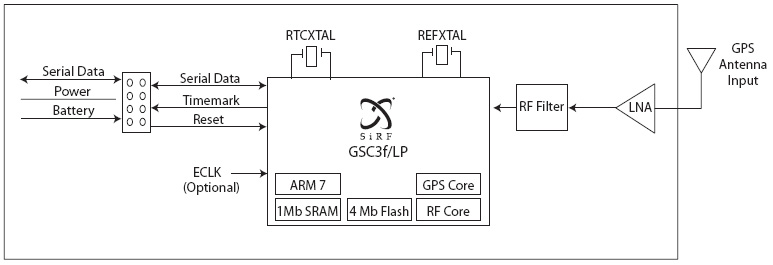 RTCXTAL
REFXTAL
Serial Data
Power
Battery
Serial Data
Timemark
Reset
ECLK
(Optional)
SiRF
GSC3f/LP
ARM 7
GPS Core
1Mb SRAM
4 Mb Flash
RF Core
RF Filter
LNA
GPS
Antenna
Input